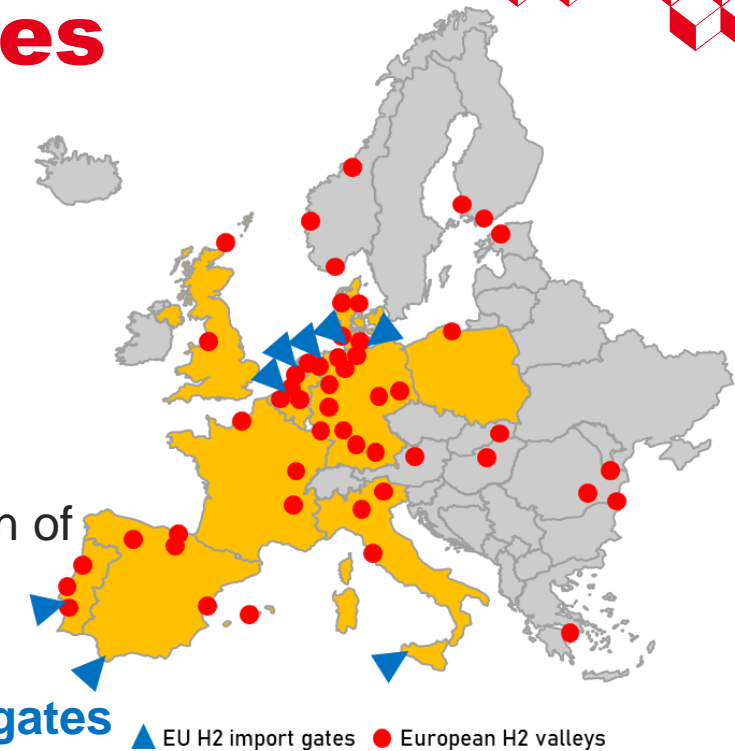 es
n of
gates
EU H2 import gates
European H2 valleys